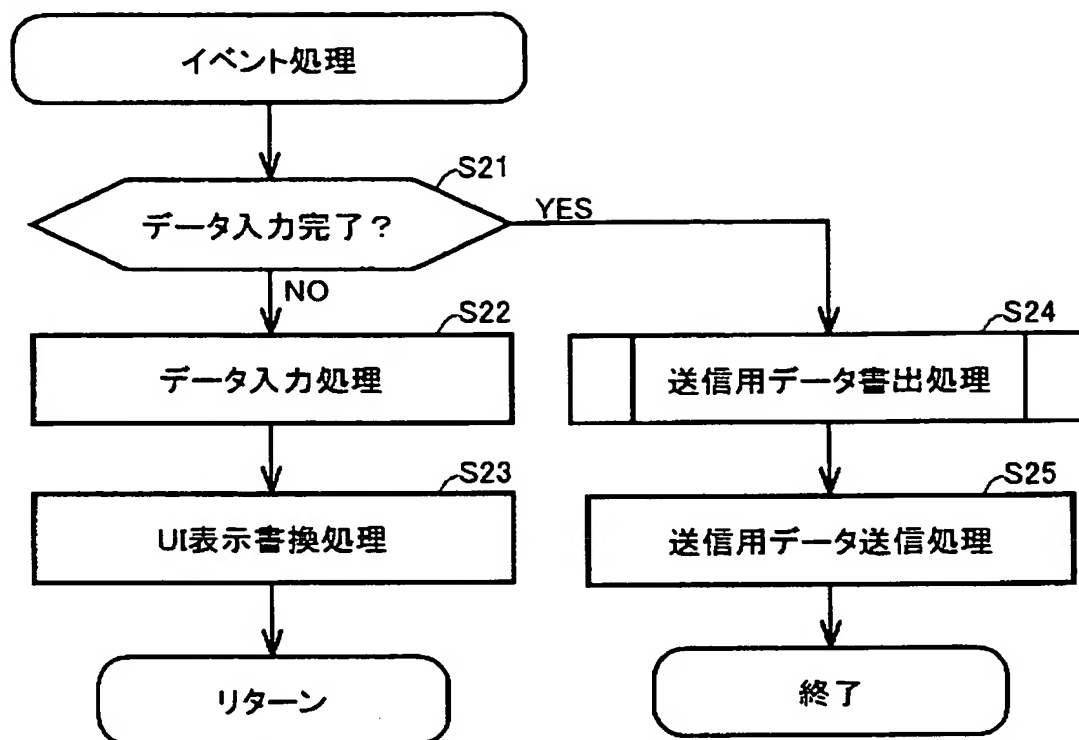 イベント処理
S21
データ入力完了?
YES
NO
S22
データ入力処理
S24
送信用データ書出処理
S23
UI表示書換処理
S25
送信用データ送信処理
リターン
終了